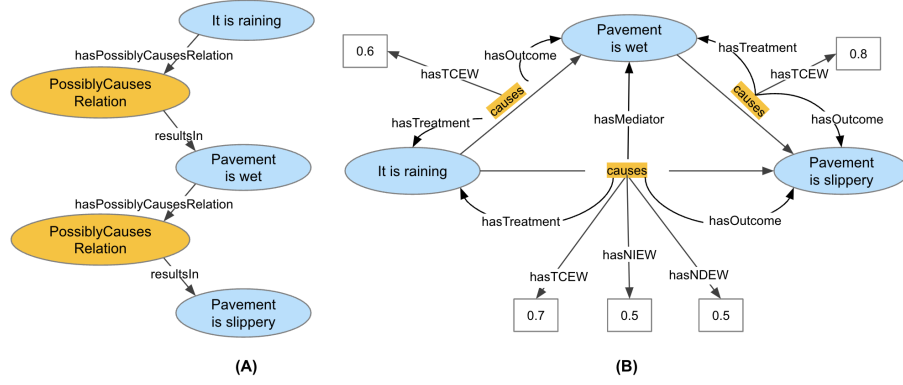 It is raining
hasPossiblyCausesRelation
PossiblyCauses
Relation
resultsIn
Pavement
is wet
hasPossiblyCausesRelation
PossiblyCauses
Relation
resultsIn
Pavement
is slippery
(A)
Pavement
is wet
0.6
hasTCEW
hasOutcome
causes
hasTreatment
hasTreatment
hasTCEW
0.8
causes
hasOutcome
hasMediator
It is raining
causes
Pavement
is slippery
hasTreatment
hasOutcome
hasTCEW
hasNIEW
hasNDEW
0.7
0.5
0.5
(B)